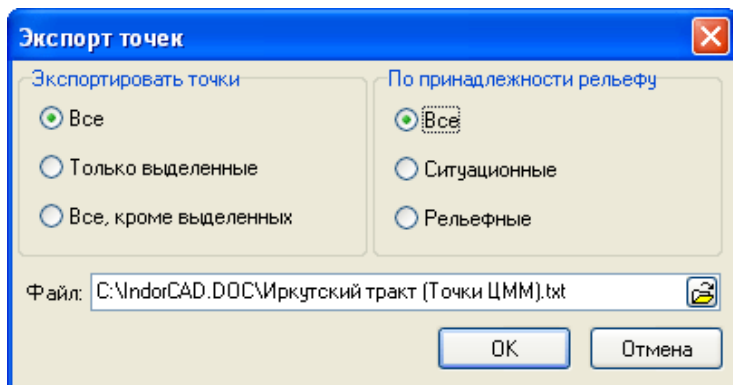 Экспорт точек
Экспортировать точки
По принадлежности рельефу
Все
Все
Только выделенные
Ситуационные
Все, кроме выделенных
Рельефные
Файл: C:\IndorCAD.DOC\Иркутский тракт (Точки ЦММ).txt
OK
Отмена